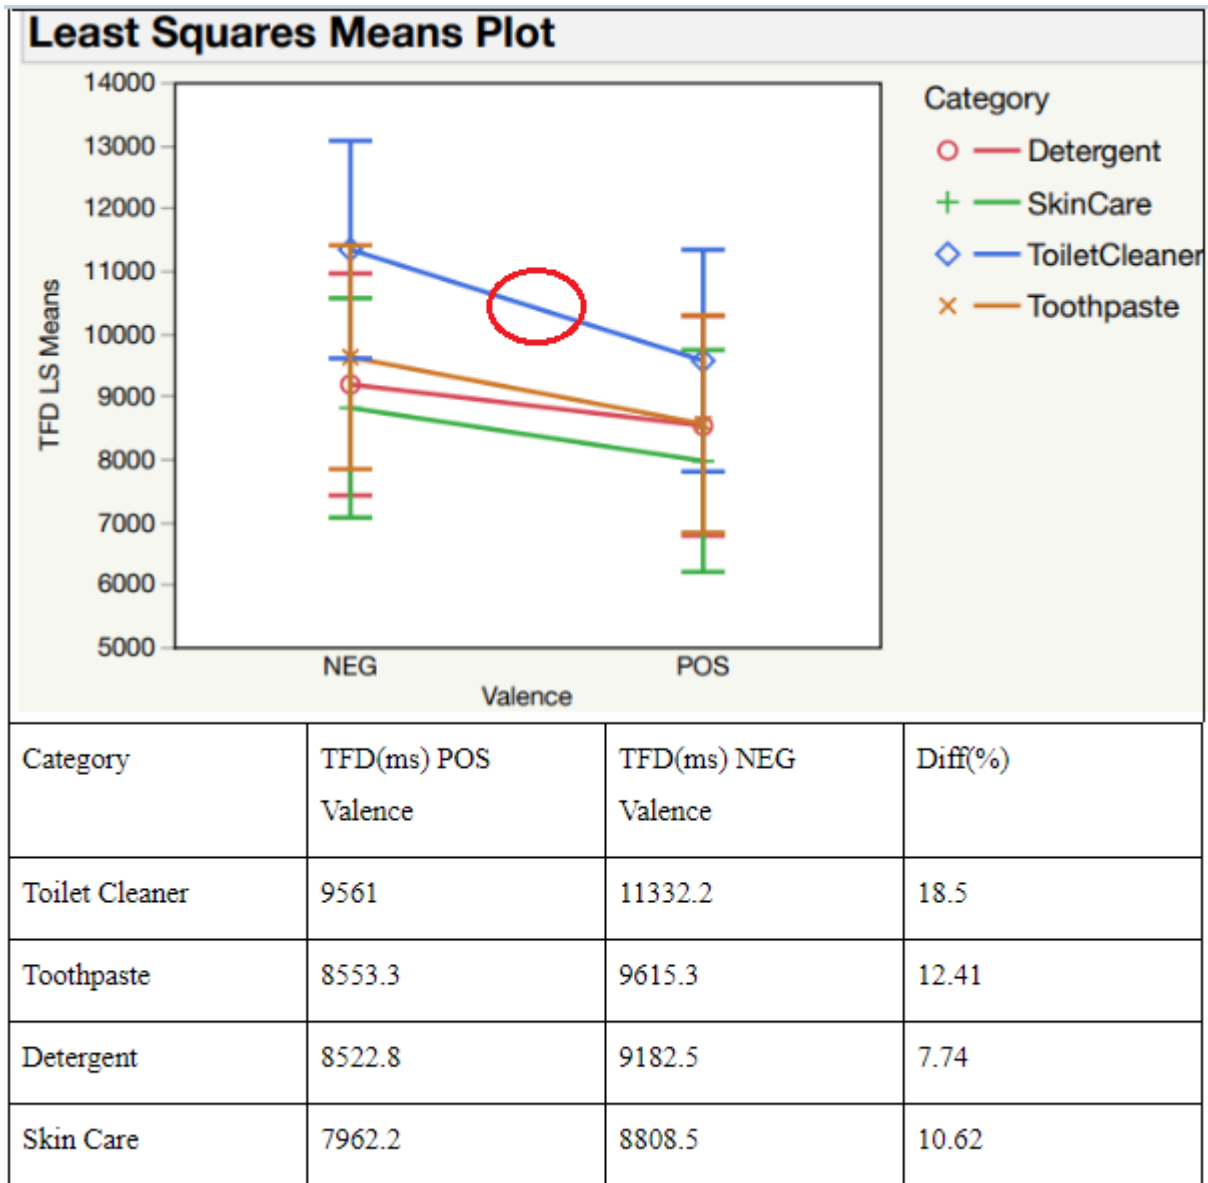 Least Squares Means Plot
14000
13000
12000
11000
10000
9000
8000
7000
6000
5000
TFD LS Means
NEG
POS
Valence
Category
Detergent
SkinCare
ToiletCleaner
Toothpaste
Category TFD(ms) POS Valence TFD(ms) NEG Valence Diff(%)
Toilet Cleaner 9561 11332.2 18.5
Toothpaste 8553.3 9615.3 12.41
Detergent 8522.8 9182.5 7.74
Skin Care 7962.2 8808.5 10.62